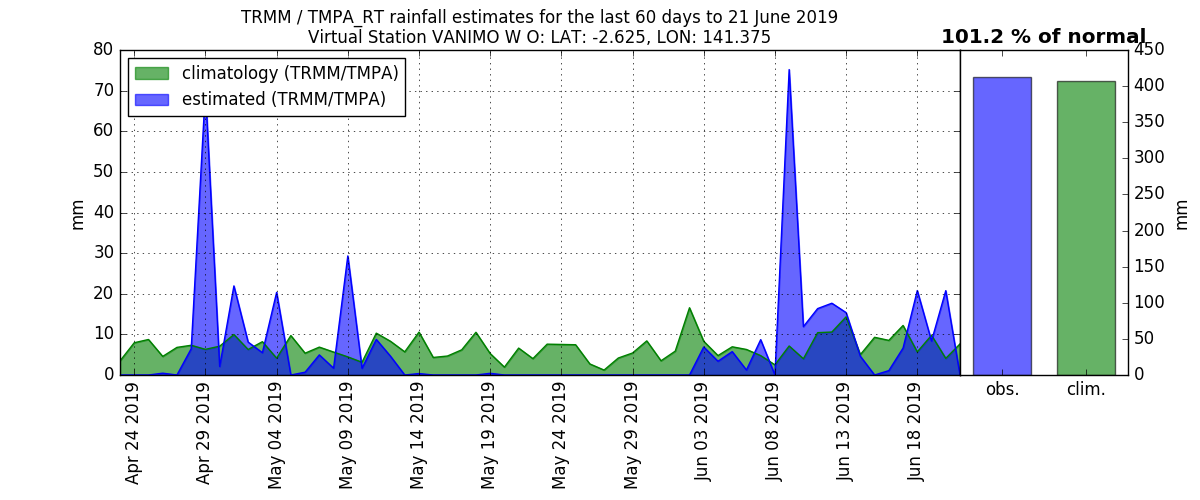 TRMM / TMPA_RT rainfall estimates for the last 60 days to 21 June 2019
Virtual Station VANIMO W O: LAT: -2.625, LON: 141.375
101.2 % of normal
climatology (TRMM/TMPA)
estimated (TRMM/TMPA)
mm
80
70
60
50
40
30
20
10
0
Apr 24 2019
Apr 29 2019
May 04 2019
May 09 2019
May 14 2019
May 19 2019
May 24 2019
May 29 2019
Jun 03 2019
Jun 08 2019
Jun 13 2019
Jun 18 2019
obs.
clim.
450
400
350
300
250
200
150
100
50
0
mm